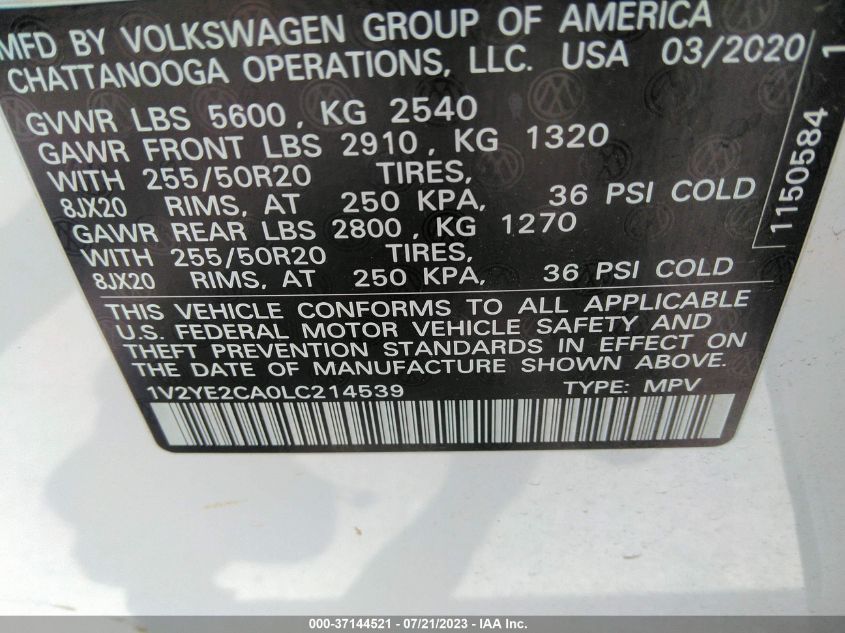 MFD BY VOLKSWAGEN GROUP OF AMERICA
CHATTANOOGA OPERATIONS, LLC. USA 03/2020
GVWR LBS 5600, KG 2540
GAWR FRONT LBS 2910, KG 1320
WITH 255/50R20 TIRES,
8JX20 RIMS, AT 250 KPA, 36 PSI COLD
GAWR REAR LBS 2800, KG 1270
WITH 255/50R20 TIRES,
8JX20 RIMS, AT 250 KPA, 36 PSI COLD
THIS VEHICLE CONFORMS TO ALL APPLICABLE
U.S. FEDERAL MOTOR VEHICLE SAFETY AND
THEFT PREVENTION STANDARDS IN EFFECT ON
THE DATE OF MANUFACTURE SHOWN ABOVE.
1V2YE2CA0LC214539 TYPE: MPV
1150584 1
000-37144521 - 07/21/2023 - IAA Inc.